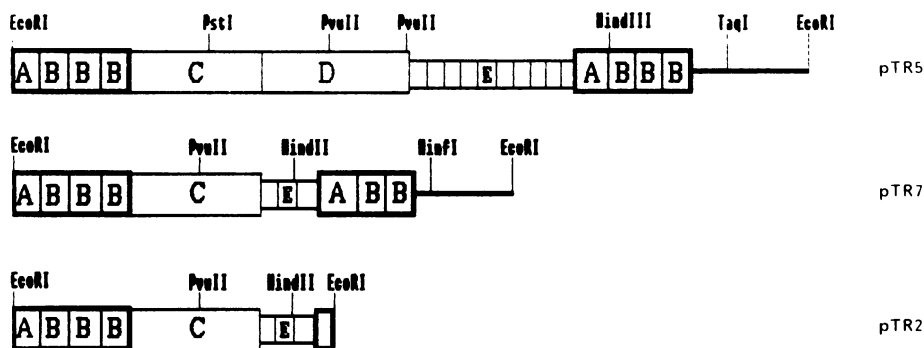 EcoRI PstI PvuII PvuII HindIII TaqI EcoRI
A B B B C D E A B B B pTR5
EcoRI PvuII HindII HinfI EcoRI
A B B B C E A B B pTR7
EcoRI PvuII HindII EcoRI
A B B B C E pTR2